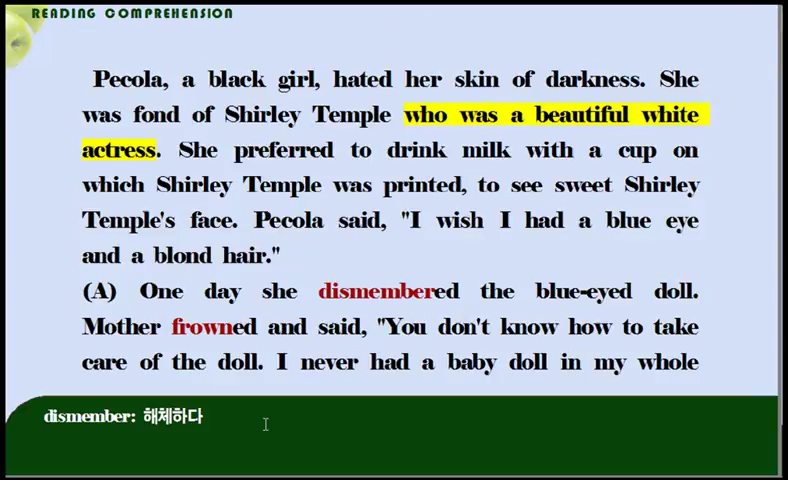 READING COMPREHENSION
Pecola, a black girl, hated her skin of darkness. She
was fond of Shirley Temple who was a beautiful white
actress. She preferred to drink milk with a cup on
which Shirley Temple was printed, to see sweet Shirley
Temple's face. Pecola said, "I wish I had a blue eye
and a blond hair."
(A) One day she dismembered the blue-eyed doll.
Mother frowned and said, "You don't know how to take
care of the doll. I never had a baby doll in my whole
dismember: 해체하다